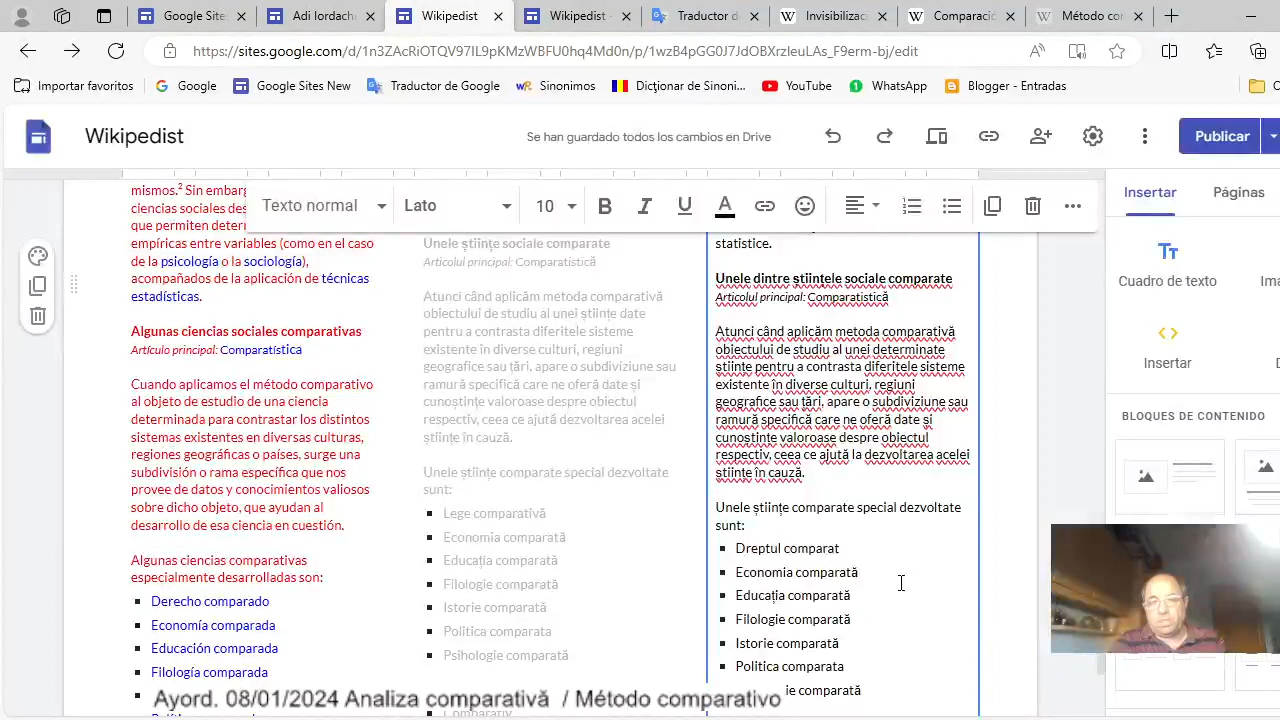 Google Sites
Adi Iordach
Wikipedist
Wikipedist -
Traductor d
Invisibiliza
Comparació
Método co
https://sites.google.com/d/1n3ZAcRiOTQV97IL9pKMzWBFU0hq4Md0n/p/1wzB4pGG0J7JdOBXrzleuLAs_F9erm-bj/edit
Importar favoritos
Google
Google Sites New
Traductor de Google
Sinonimos
Dicţionar de Sinoni...
YouTube
WhatsApp
Blogger - Entradas
Wikipedist
Se han guardado todos los cambios en Drive
Publicar
Texto normal
Lato
10
Insertar
Páginas
mismos.2 Sin embarg
ciencias sociales des
que permiten deter
empíricas entre variables (como en el caso
de la psicología o la sociología),
acompañados de la aplicación de técnicas
estadísticas.
Algunas ciencias sociales comparativas
Artículo principal: Comparatística
Cuando aplicamos el método comparativo
al objeto de estudio de una ciencia
determinada para contrastar los distintos
sistemas existentes en diversas culturas,
regiones geográficas o países, surge una
subdivisión o rama específica que nos
provee de datos y conocimientos valiosos
sobre dicho objeto, que ayudan al
desarrollo de esa ciencia en cuestión.
Algunas ciencias comparativas
especialmente desarrolladas son:
Derecho comparado
Economía comparada
Educación comparada
Filología comparada
Unele științe sociale comparate
Articolul principal: Comparatistică
Atunci când aplicăm metoda comparativă
obiectului de studiu al unei științe date
pentru a contrasta diferitele sisteme
existente în diverse culturi, regiuni
geografice sau țări, apare o subdiviziune sau
ramură specifică care ne oferă date și
cunoștințe valoroase despre obiectul
respectiv, ceea ce ajută dezvoltarea acelei
științe în cauză.
Unele științe comparate special dezvoltate
sunt:
Lege comparativă
Economia comparată
Educația comparată
Filologie comparată
Istorie comparată
Politica comparata
Psihologie comparată
Comparativ
statistice.
Unele dintre științele sociale comparate
Articolul principal: Comparatistică
Atunci când aplicăm metoda comparativă
obiectului de studiu al unei determinate
științe pentru a contrasta diferitele sisteme
existente în diverse culturi, regiuni
geografice sau țări, apare o subdiviziune sau
ramură specifică care ne oferă date și
cunoștințe valoroase despre obiectul
respectiv, ceea ce ajută la dezvoltarea acelei
științe în cauză.
Unele științe comparate special dezvoltate
sunt:
Dreptul comparat
Economia comparată
Educația comparată
Filologie comparată
Istorie comparată
Politica comparata
ie comparată
Cuadro de texto
Ima
Insertar
D
BLOQUES DE CONTENIDO
Ayord. 08/01/2024 Analiza comparativă / Método comparativo